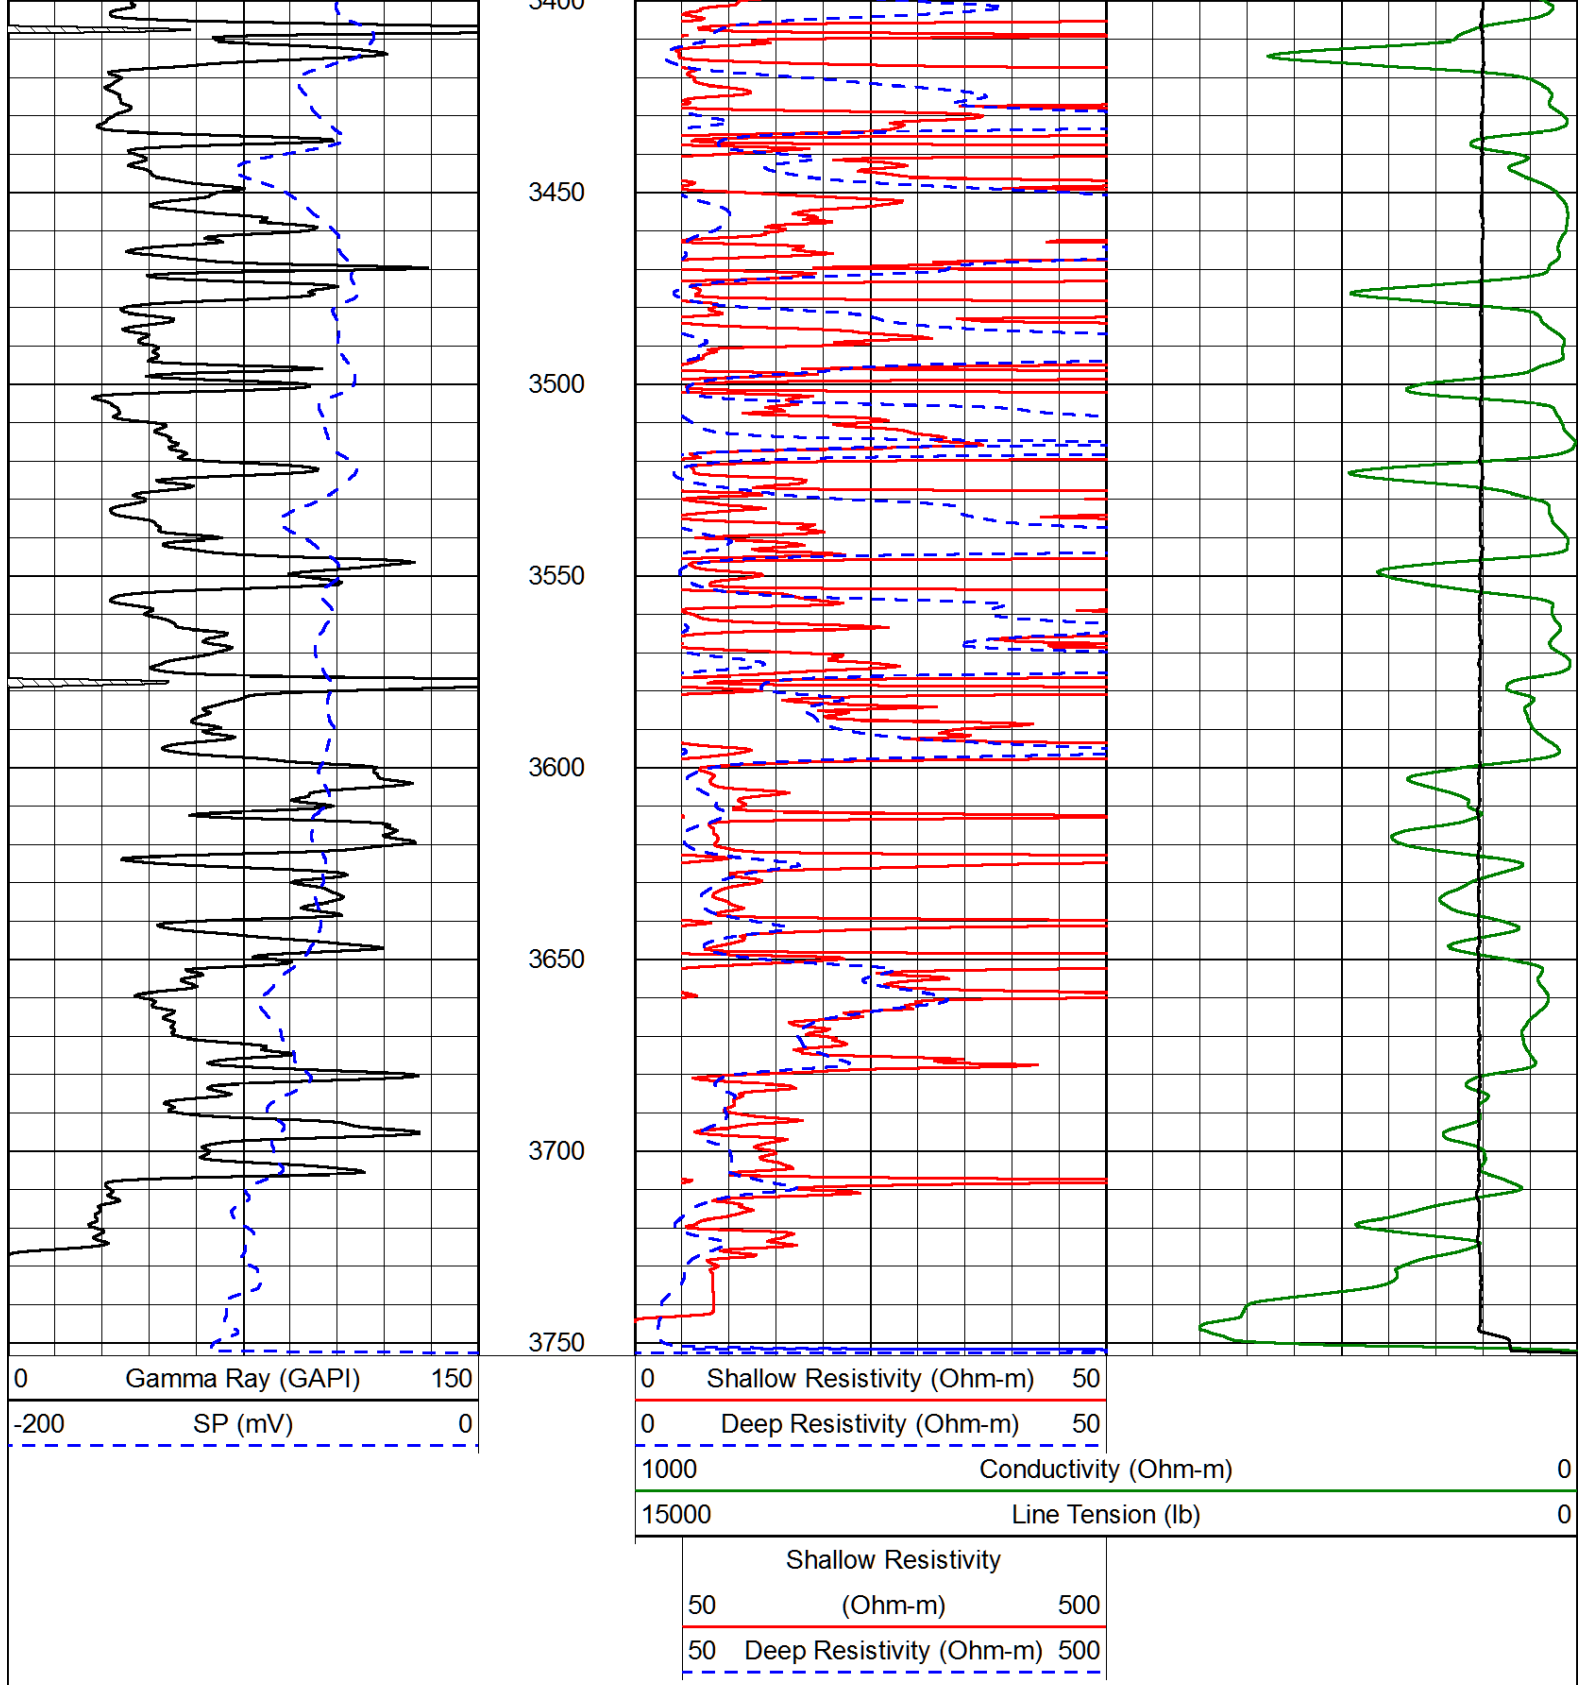 3400
3450
3500
3550
3600
3650
3700
3750
0 Gamma Ray (GAPI) 150
-200 SP (mV) 0
0 Shallow Resistivity (Ohm-m) 50
0 Deep Resistivity (Ohm-m) 50
1000 Conductivity (Ohm-m) 0
15000 Line Tension (lb) 0
Shallow Resistivity
50 (Ohm-m) 500
50 Deep Resistivity (Ohm-m) 500